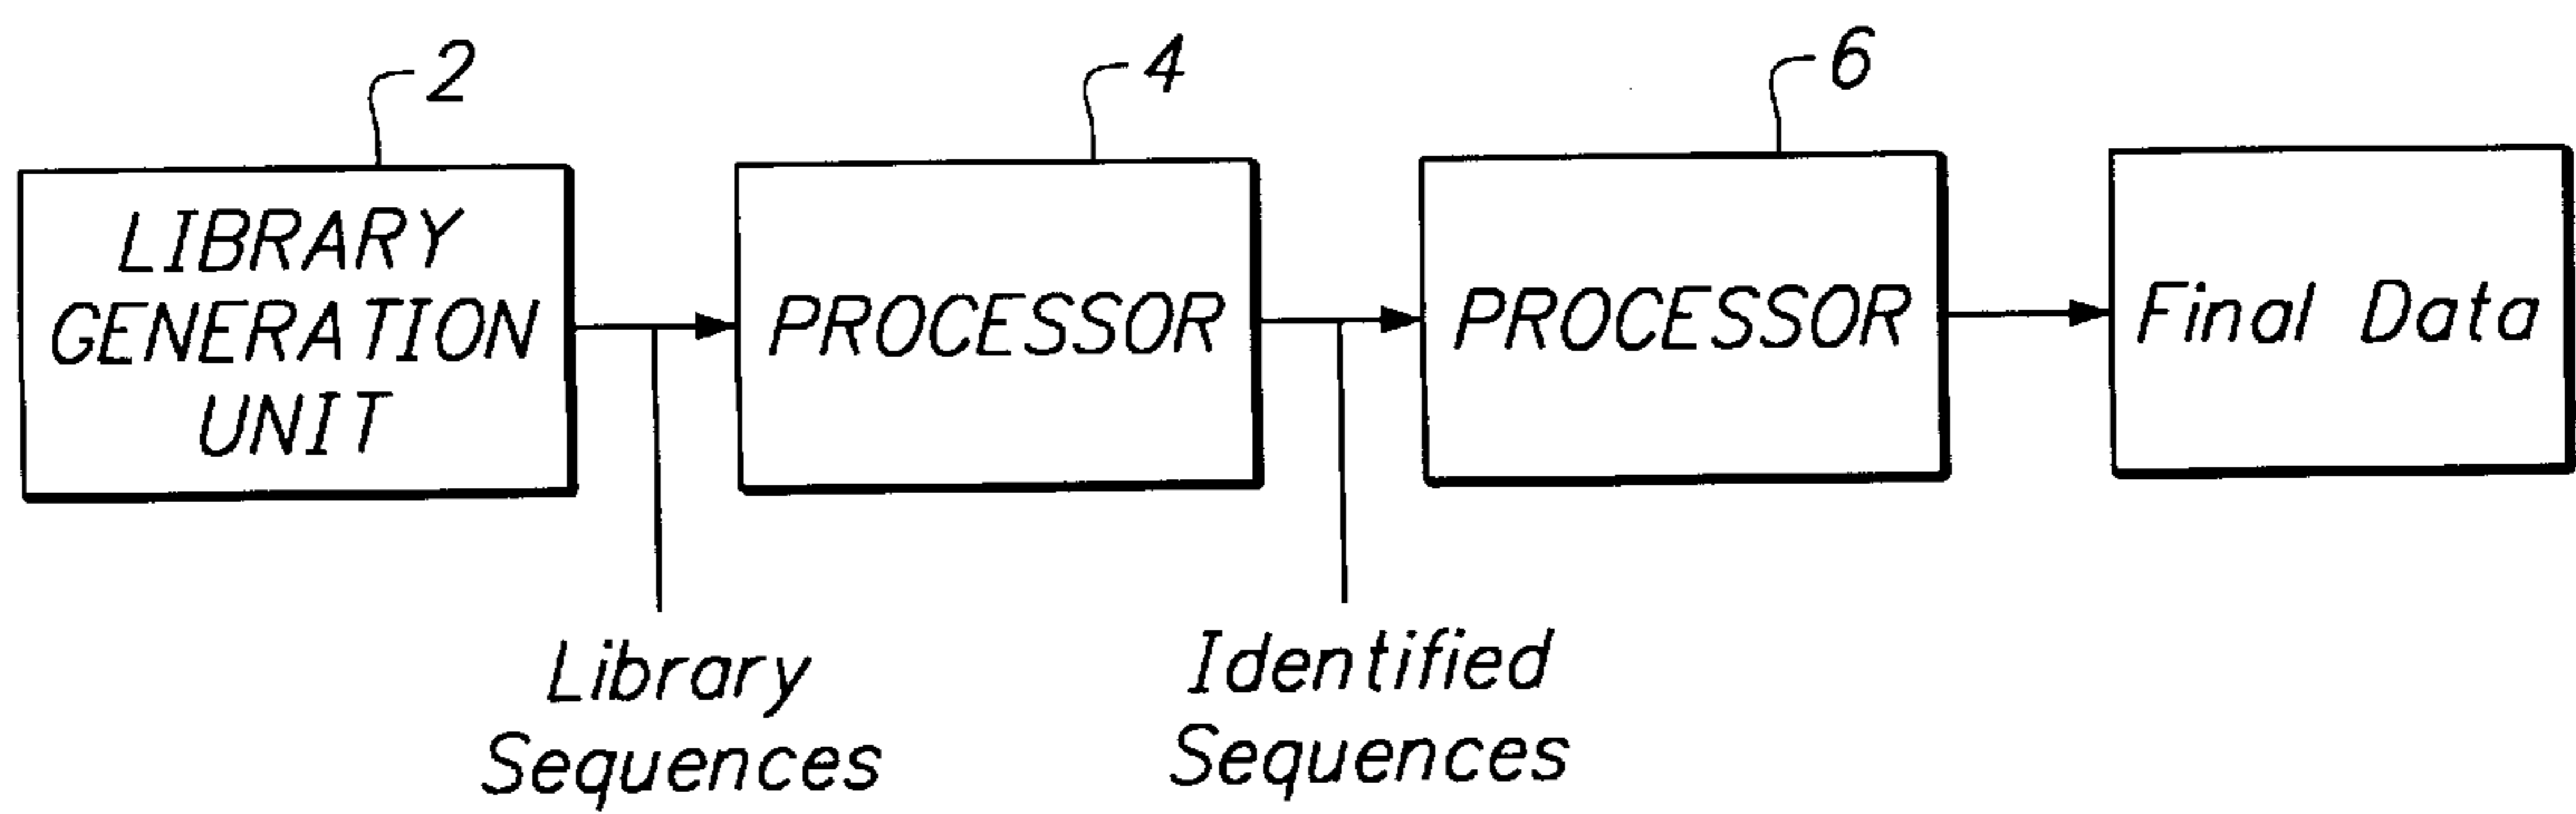 2
4
6
LIBRARY
GENERATION
UNIT
PROCESSOR
PROCESSOR
Final Data
Library
Sequences
Identified
Sequences